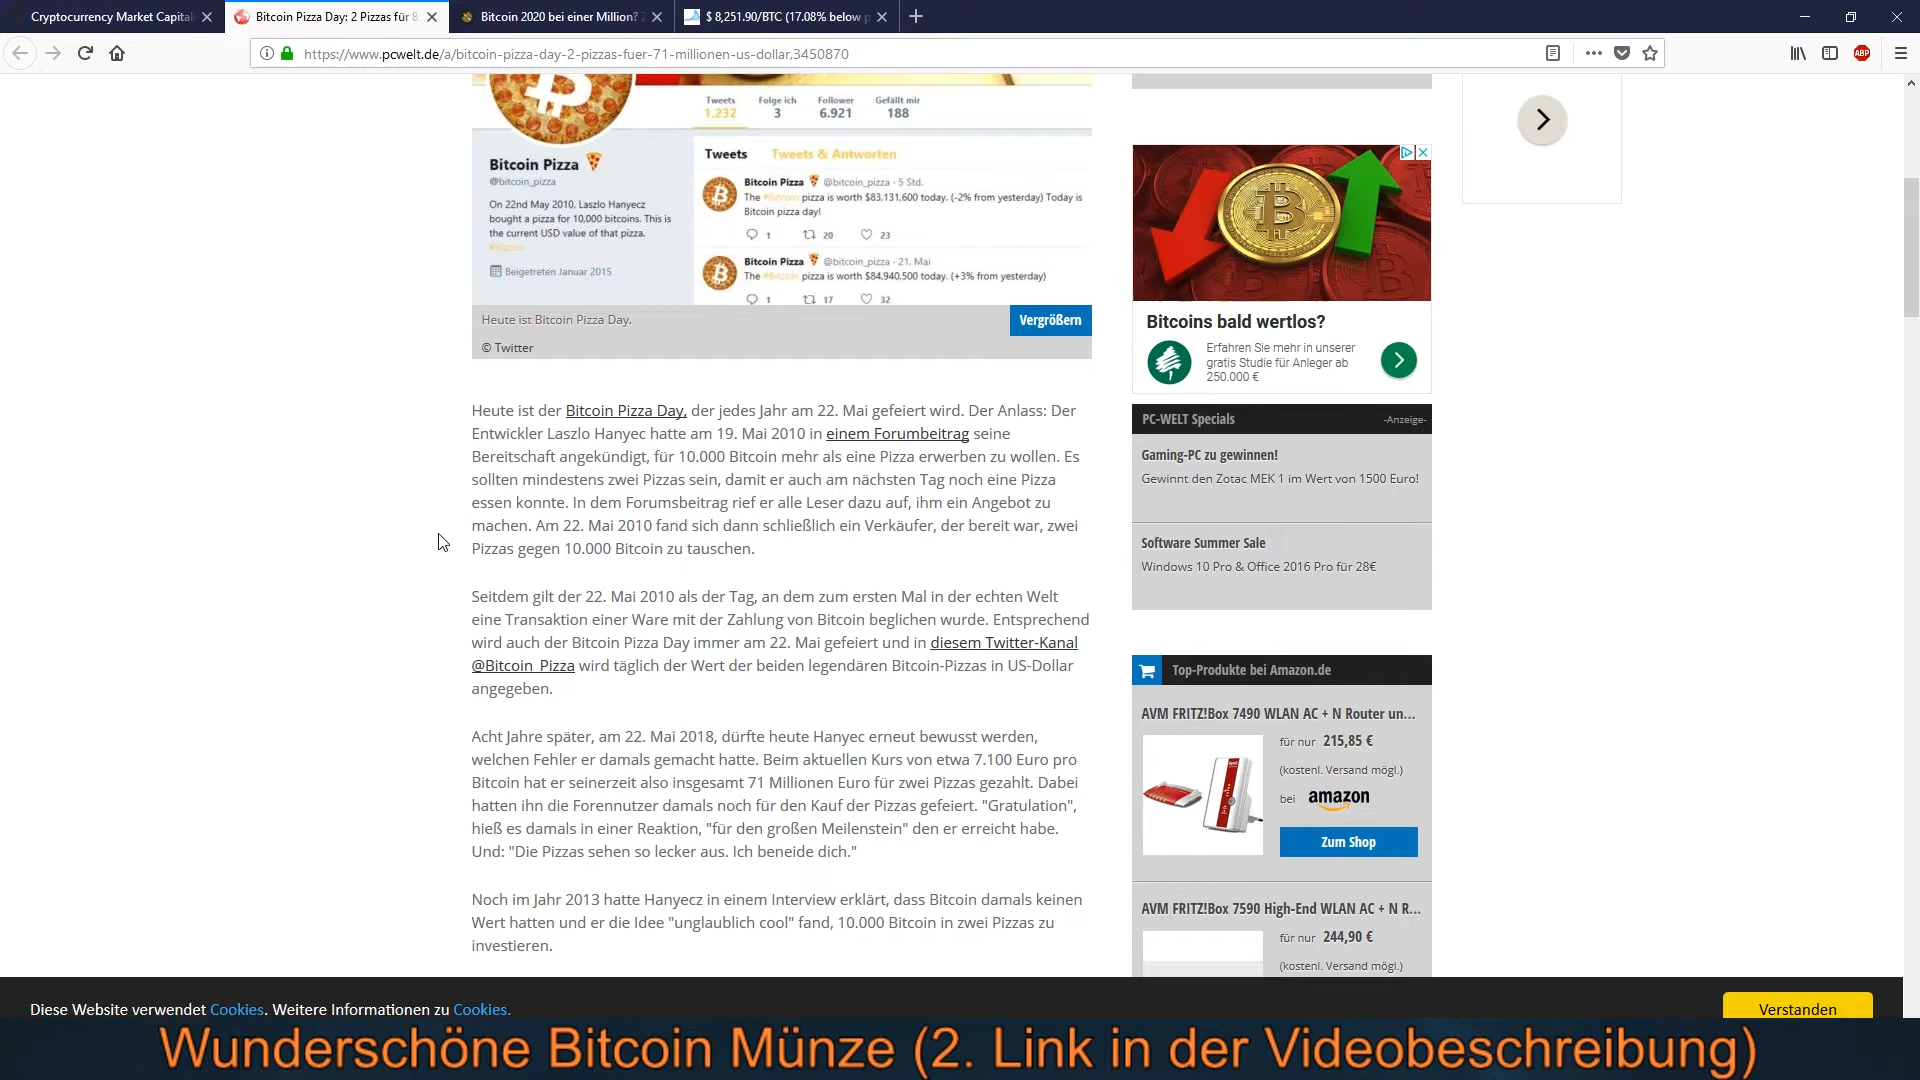 Cryptocurrency Market Capital
Bitcoin Pizza Day: 2 Pizzas für 8
Bitcoin 2020 bei einer Million?
$ 8,251.90/BTC (17.08% below p
https://www.pcwelt.de/a/bitcoin-pizza-day-2-pizzas-fuer-71-millionen-us-dollar,3450870
ABP
Tweets Folge ich Follower Gefällt mir
1.232 3 6.921 188
Bitcoin Pizza
@bitcoin_pizza
On 22nd May 2010, Laszlo Hanyecz
bought a pizza for 10,000 bitcoins. This is
the current USD value of that pizza.
#bitcoin
Beigetreten Januar 2015
Tweets Tweets & Antworten
Bitcoin Pizza @bitcoin_pizza · 5 Std.
The #Bitcoin pizza is worth $83,131,600 today. (-2% from yesterday) Today is
Bitcoin pizza day!
1 20 23
Bitcoin Pizza @bitcoin_pizza · 21. Mai
The #Bitcoin pizza is worth $84,940,500 today. (+3% from yesterday)
1 17 32
Heute ist Bitcoin Pizza Day.
Vergrößern
© Twitter
Heute ist der Bitcoin Pizza Day, der jedes Jahr am 22. Mai gefeiert wird. Der Anlass: Der
Entwickler Laszlo Hanyec hatte am 19. Mai 2010 in einem Forumbeitrag seine
Bereitschaft angekündigt, für 10.000 Bitcoin mehr als eine Pizza erwerben zu wollen. Es
sollten mindestens zwei Pizzas sein, damit er auch am nächsten Tag noch eine Pizza
essen konnte. In dem Forumsbeitrag rief er alle Leser dazu auf, ihm ein Angebot zu
machen. Am 22. Mai 2010 fand sich dann schließlich ein Verkäufer, der bereit war, zwei
Pizzas gegen 10.000 Bitcoin zu tauschen.
Seitdem gilt der 22. Mai 2010 als der Tag, an dem zum ersten Mal in der echten Welt
eine Transaktion einer Ware mit der Zahlung von Bitcoin beglichen wurde. Entsprechend
wird auch der Bitcoin Pizza Day immer am 22. Mai gefeiert und in diesem Twitter-Kanal
@Bitcoin_Pizza wird täglich der Wert der beiden legendären Bitcoin-Pizzas in US-Dollar
angegeben.
Acht Jahre später, am 22. Mai 2018, dürfte heute Hanyec erneut bewusst werden,
welchen Fehler er damals gemacht hatte. Beim aktuellen Kurs von etwa 7.100 Euro pro
Bitcoin hat er seinerzeit also insgesamt 71 Millionen Euro für zwei Pizzas gezahlt. Dabei
hatten ihn die Forennutzer damals noch für den Kauf der Pizzas gefeiert. "Gratulation",
hieß es damals in einer Reaktion, "für den großen Meilenstein" den er erreicht habe.
Und: "Die Pizzas sehen so lecker aus. Ich beneide dich."
Noch im Jahr 2013 hatte Hanyecz in einem Interview erklärt, dass Bitcoin damals keinen
Wert hatten und er die Idee "unglaublich cool" fand, 10.000 Bitcoin in zwei Pizzas zu
investieren.
Bitcoins bald wertlos?
Erfahren Sie mehr in unserer
gratis Studie für Anleger ab
250.000 €
PC-WELT Specials -Anzeige-
Gaming-PC zu gewinnen!
Gewinnt den Zotac MEK 1 im Wert von 1500 Euro!
Software Summer Sale
Windows 10 Pro & Office 2016 Pro für 28€
Top-Produkte bei Amazon.de
AVM FRITZ!Box 7490 WLAN AC + N Router un...
für nur 215,85 €
(kostenl. Versand mögl.)
bei amazon
Zum Shop
AVM FRITZ!Box 7590 High-End WLAN AC + N R...
für nur 244,90 €
(kostenl. Versand mögl.)
Diese Website verwendet Cookies. Weitere Informationen zu Cookies.
Verstanden
Wunderschöne Bitcoin Münze (2. Link in der Videobeschreibung)